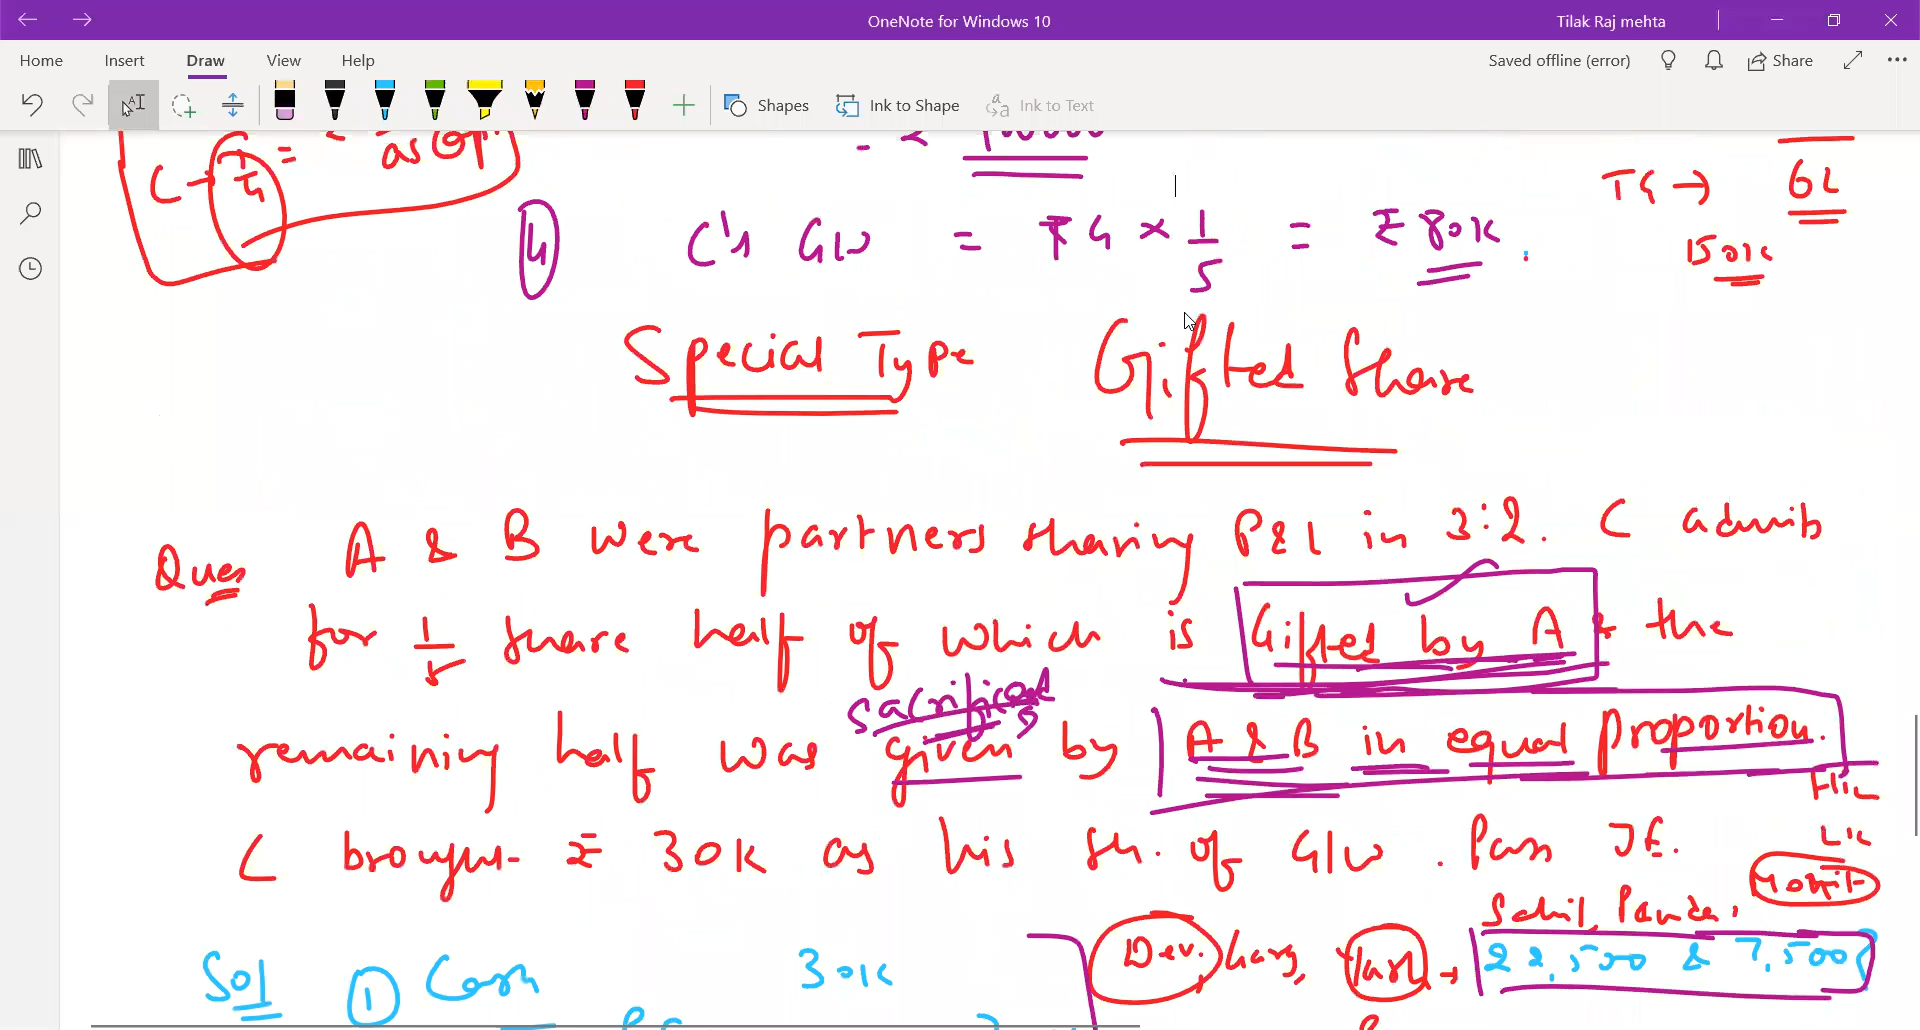 OneNote for Windows 10
Tilak Raj mehta
Home Insert Draw View Help
Saved offline (error) Share
Shapes Ink to Shape Ink to Text
C → 1/5 =
TG → 6L
4 C's G/W = TG × 1/5 = ₹ 80K.
150K
Special Type Gifted Share
Ques A & B were partners sharing P&L in 3:2. C admits
for 1/5 share half of which is Gifted by A & the
sacrificed
remaining half was given by A & B in equal proportion.
C brought ₹ 30K as his sh. of G/w. Pass JE.
Sahil,
Dev, Yash → 22,500 & 7,500
Sol 1 Cash 30K